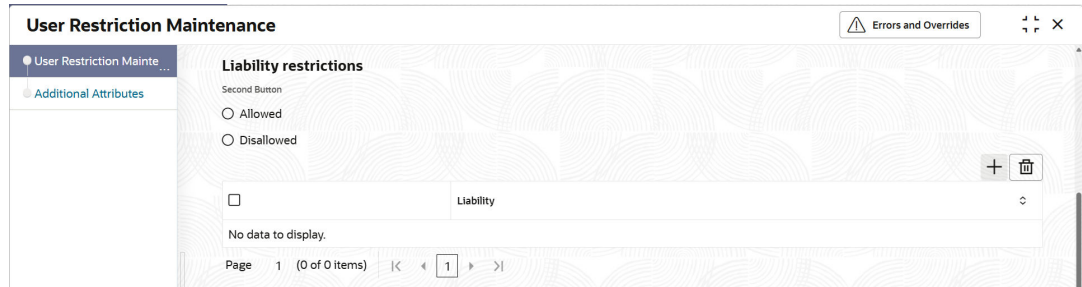 User Restriction Maintenance
Errors and Overrides
User Restriction Mainte...
Additional Attributes
Liability restrictions
Second Button
Allowed
Disallowed
Liability
No data to display.
Page 1 (0 of 0 items) 1